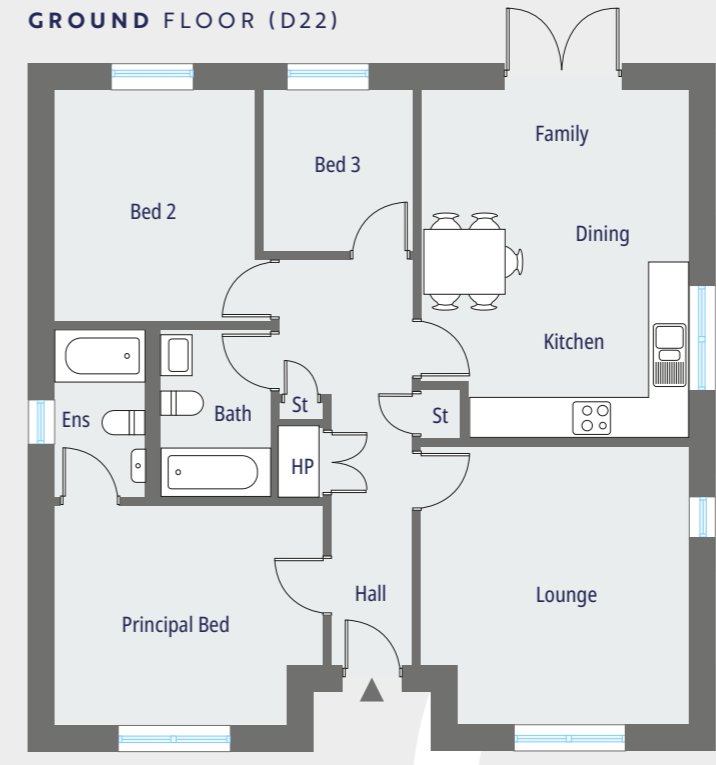 GROUND FLOOR (D22)
Family
Bed 3
Bed 2
Dining
Kitchen
St
Ens
Bath
St
HP
Hall
Lounge
Principal Bed